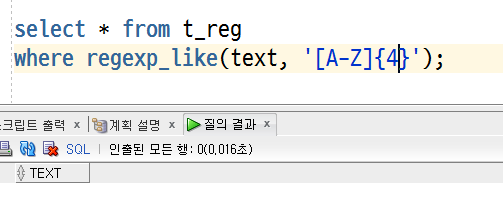 select * from t_reg
where regexp_like(text, '[A-Z]{4}');
크립트 출력 x 계획 설명 x 질의 결과 x
SQL | 인출된 모든 행: 0(0,016초)
TEXT